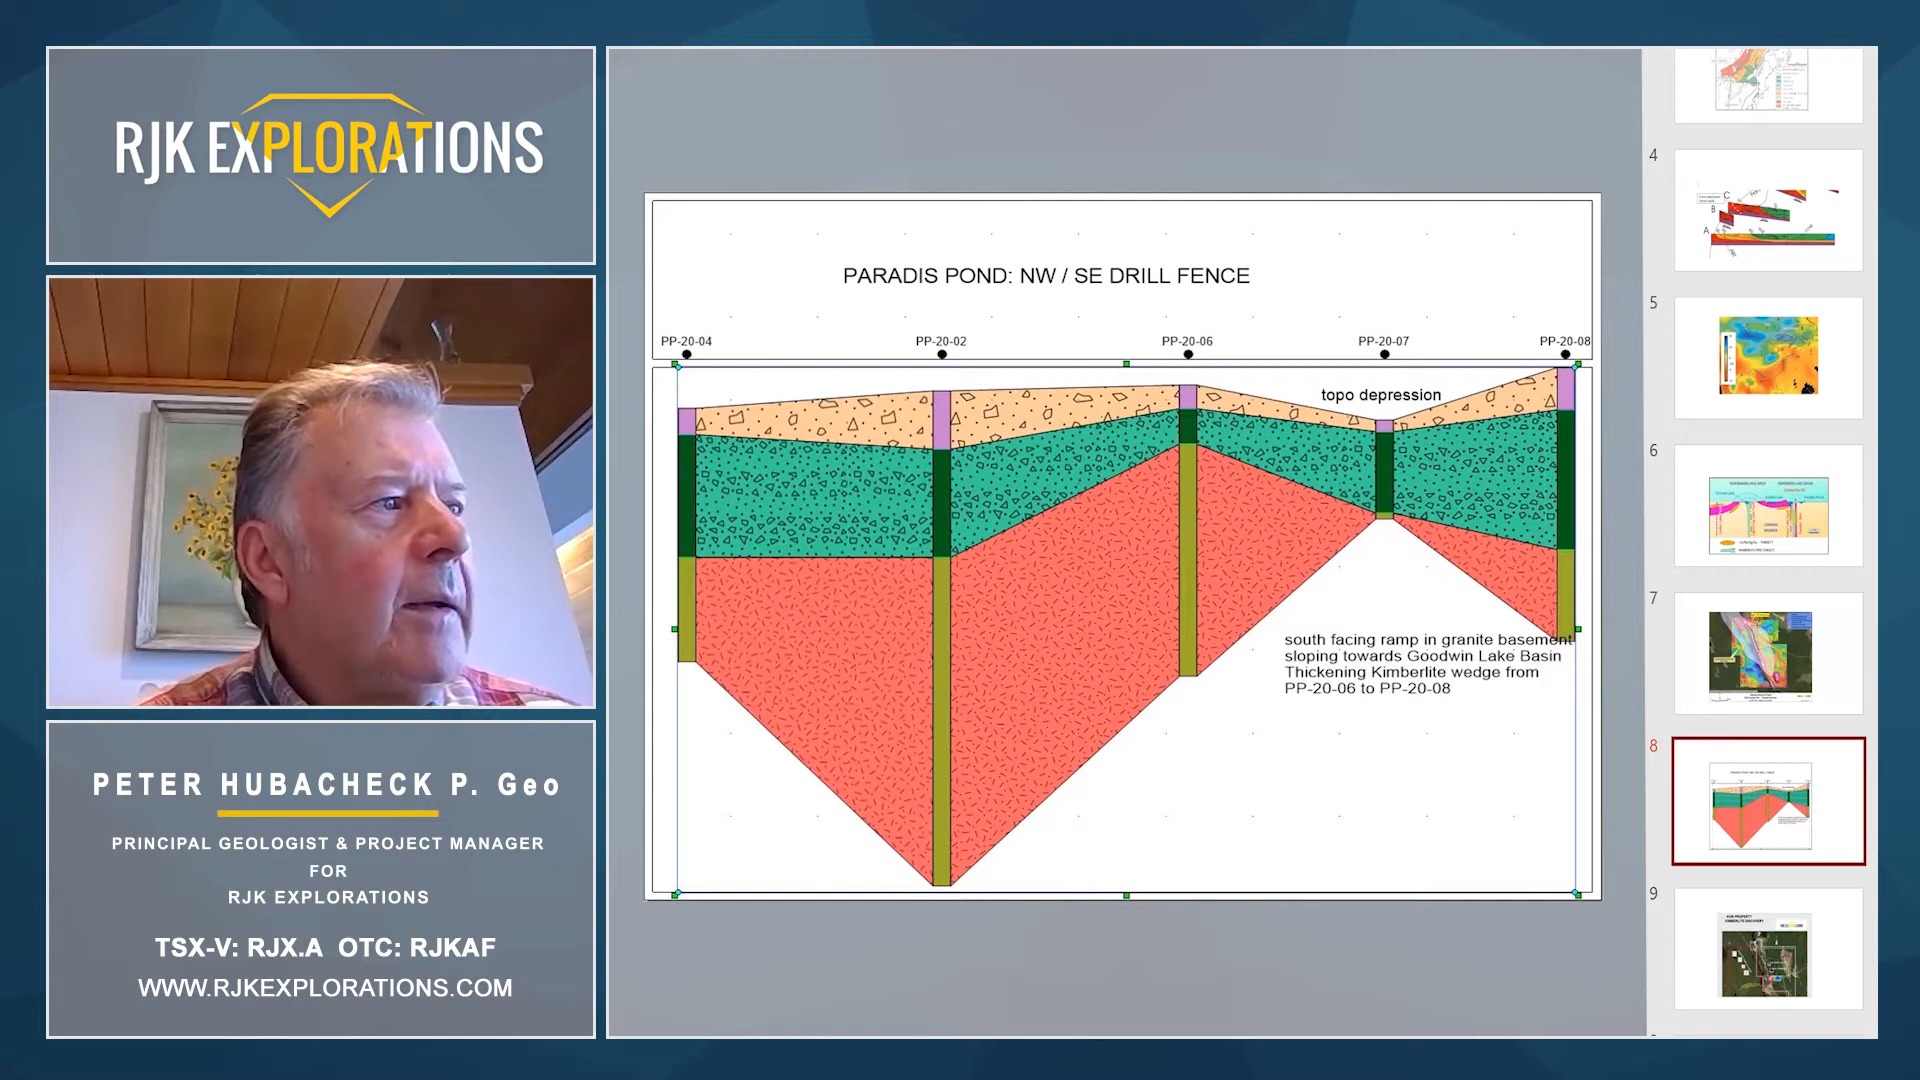 RJK EXPLORATIONS
PETER HUBACHECK P. Geo
PRINCIPAL GEOLOGIST & PROJECT MANAGER
FOR
RJK EXPLORATIONS
TSX-V: RJX.A OTC: RJKAF
WWW.RJKEXPLORATIONS.COM
PARADIS POND: NW / SE DRILL FENCE
PP-20-04 PP-20-02 PP-20-06 PP-20-07 PP-20-08
topo depression
south facing ramp in granite basement
sloping towards Goodwin Lake Basin
Thickening Kimberlite wedge from
PP-20-06 to PP-20-08
4
C
B
A
5
6
7
8
9